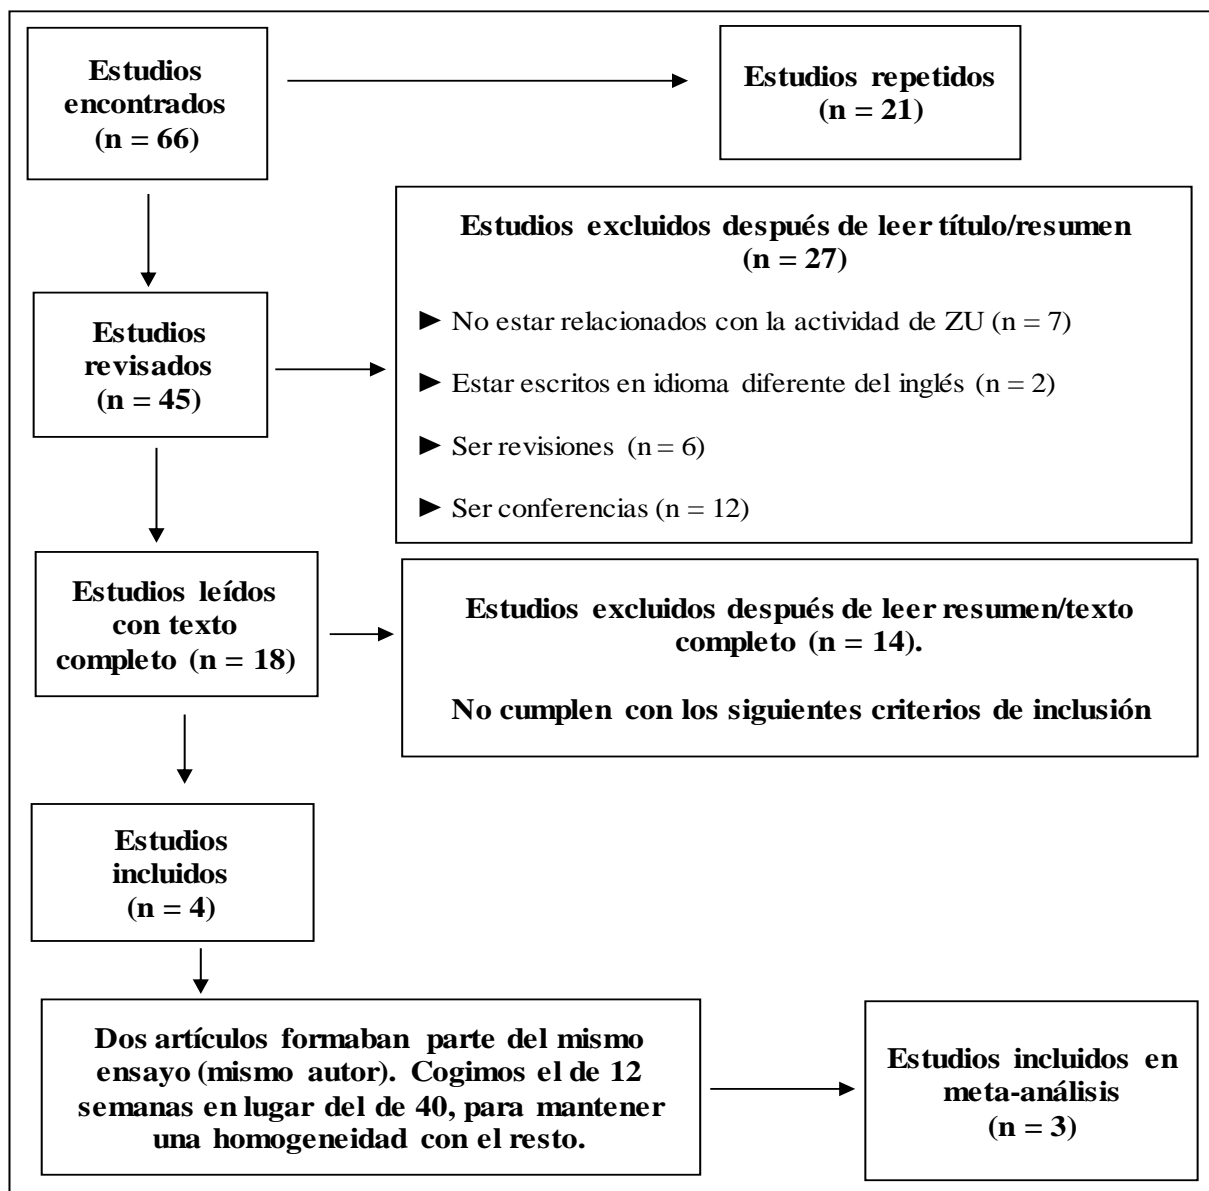 Estudios
encontrados
(n = 66)
Estudios repetidos
(n = 21)
Estudios excluidos después de leer título/resumen
(n = 27)
► No estar relacionados con la actividad de ZU (n = 7)
► Estar escritos en idioma diferente del inglés (n = 2)
► Ser revisiones (n = 6)
► Ser conferencias (n = 12)
Estudios
revisados
(n = 45)
Estudios leídos
con texto
completo (n = 18)
Estudios excluidos después de leer resumen/texto
completo (n = 14).
No cumplen con los siguientes criterios de inclusión
Estudios
incluidos
(n = 4)
Dos artículos formaban parte del mismo
ensayo (mismo autor). Cogimos el de 12
semanas en lugar del de 40, para mantener
una homogeneidad con el resto.
Estudios incluidos en
meta-análisis
(n = 3)